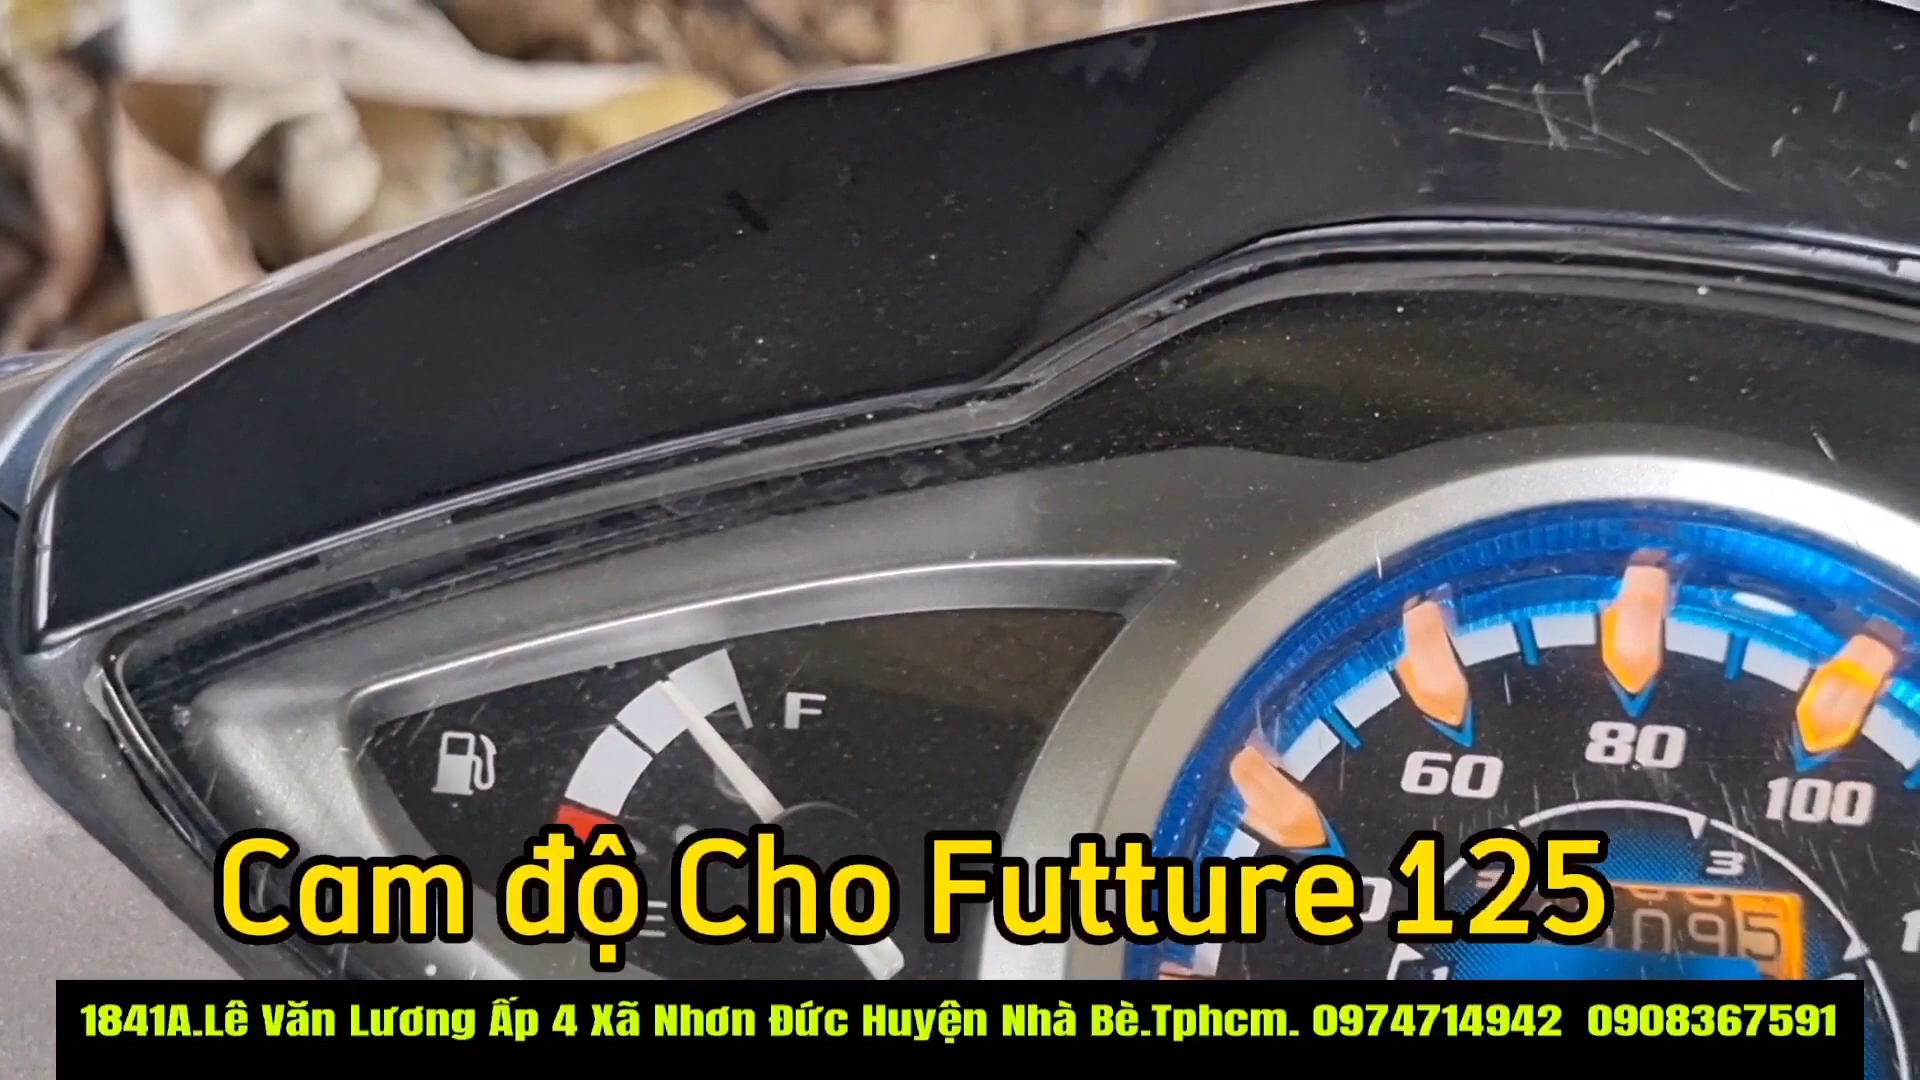 F
60
80
100
3
Cam độ Cho Futture 125
1841A.Lê Văn Lương Ấp 4 Xã Nhơn Đức Huyện Nhà Bè.Tphcm. 0974714942 0908367591